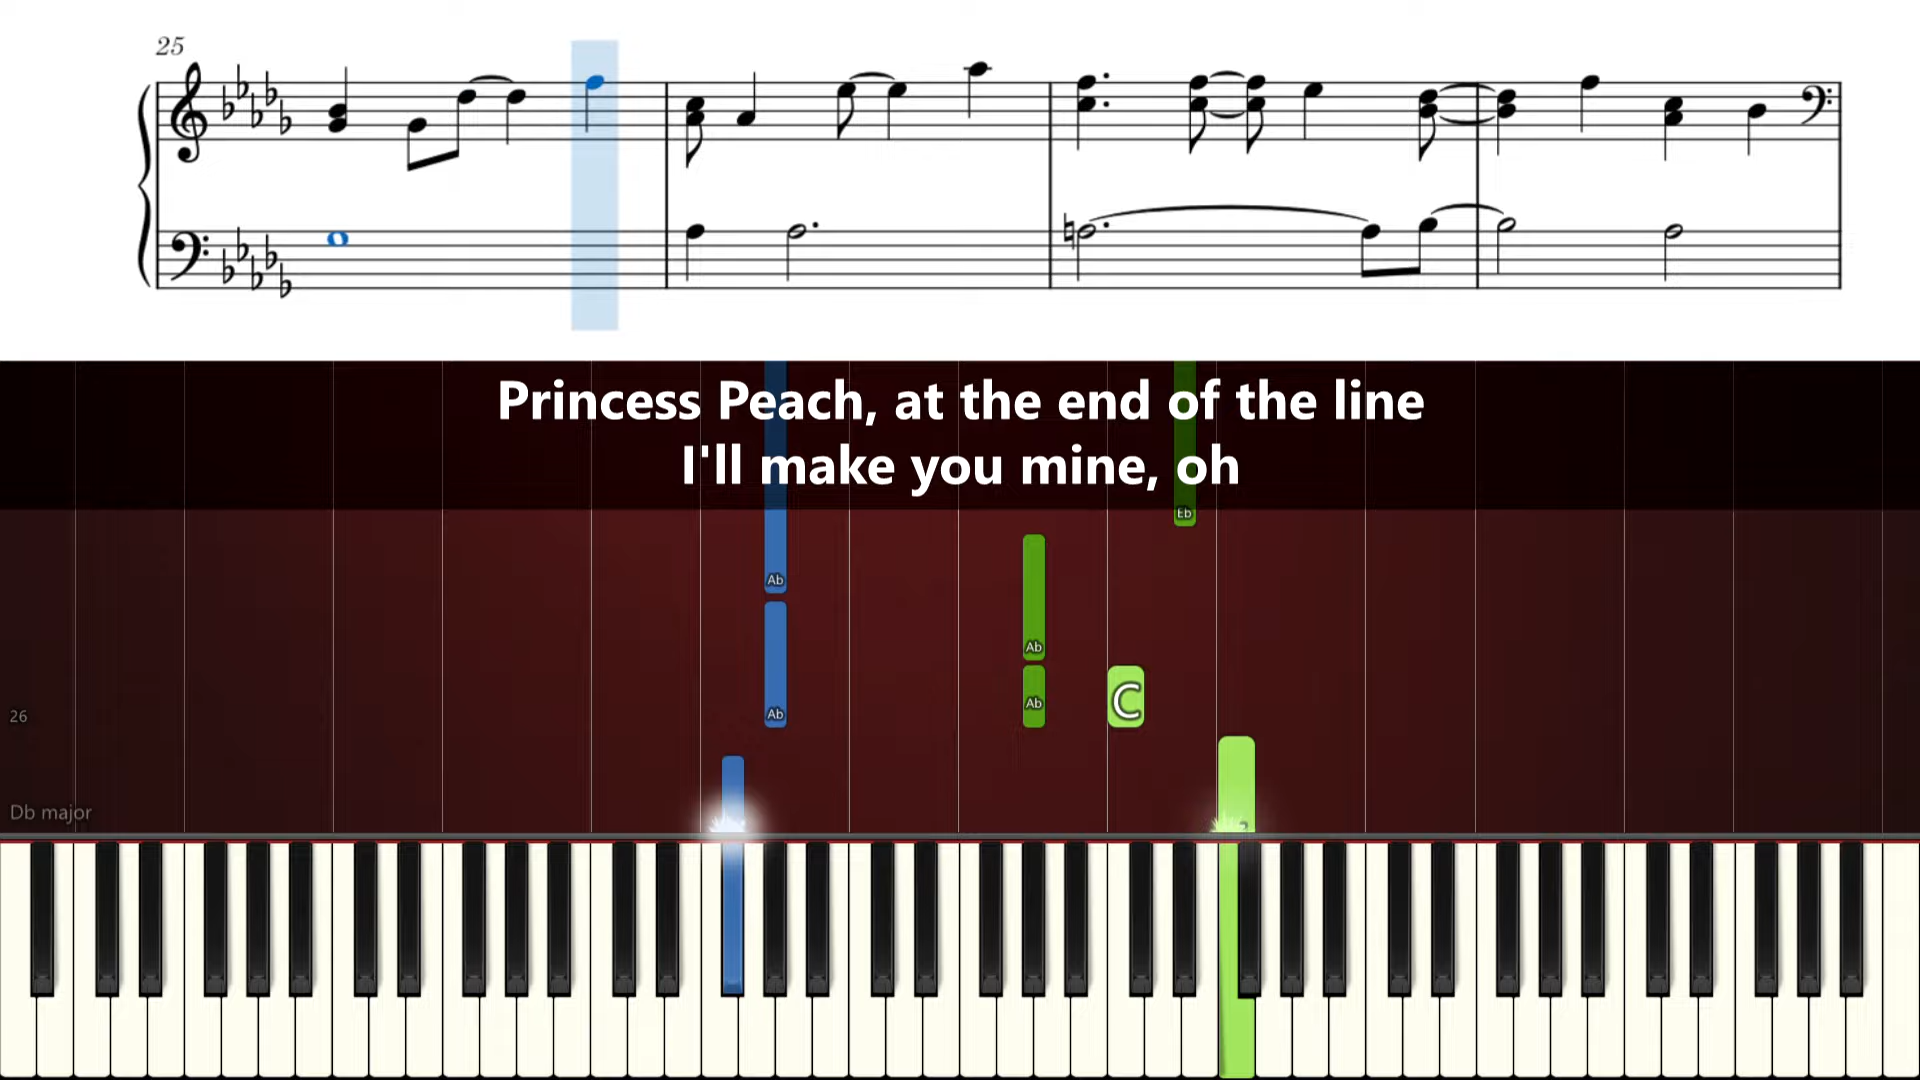 25
Princess Peach, at the end of the line
I'll make you mine, oh
Eb
Ab
Ab
Ab
C
Ab
26
Db major